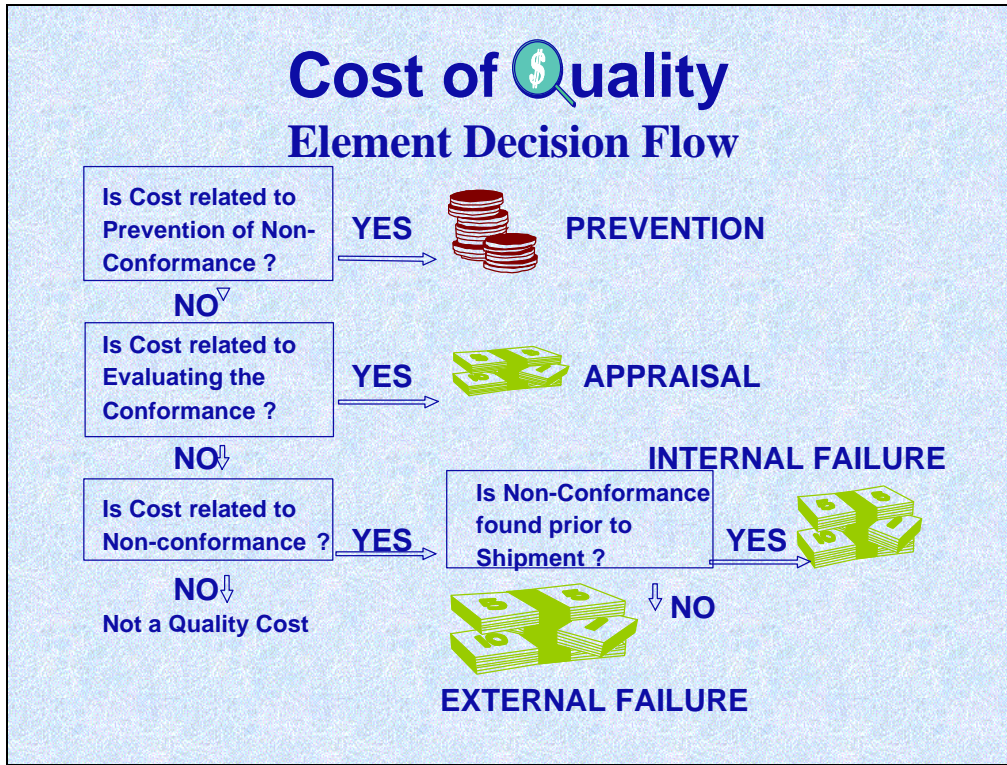 Cost of Quality
Element Decision Flow
Is Cost related to
Prevention of Non-
Conformance ?
YES
PREVENTION
NO
Is Cost related to
Evaluating the
Conformance ?
YES
APPRAISAL
NO
Is Cost related to
Non-conformance ?
YES
Is Non-Conformance
found prior to
Shipment ?
YES
INTERNAL FAILURE
NO
EXTERNAL FAILURE
NO
Not a Quality Cost